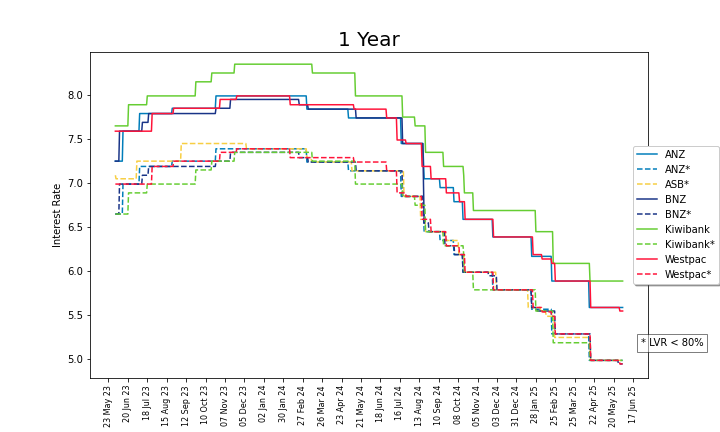 1 Year
Interest Rate
8.0
7.5
7.0
6.5
6.0
5.5
5.0
23 May 23
20 Jun 23
18 Jul 23
15 Aug 23
12 Sep 23
10 Oct 23
07 Nov 23
05 Dec 23
02 Jan 24
30 Jan 24
27 Feb 24
26 Mar 24
23 Apr 24
21 May 24
18 Jun 24
16 Jul 24
13 Aug 24
10 Sep 24
08 Oct 24
05 Nov 24
03 Dec 24
31 Dec 24
28 Jan 25
25 Feb 25
25 Mar 25
22 Apr 25
20 May 25
17 Jun 25
ANZ
ANZ*
ASB*
BNZ
BNZ*
Kiwibank
Kiwibank*
Westpac
Westpac*
* LVR < 80%